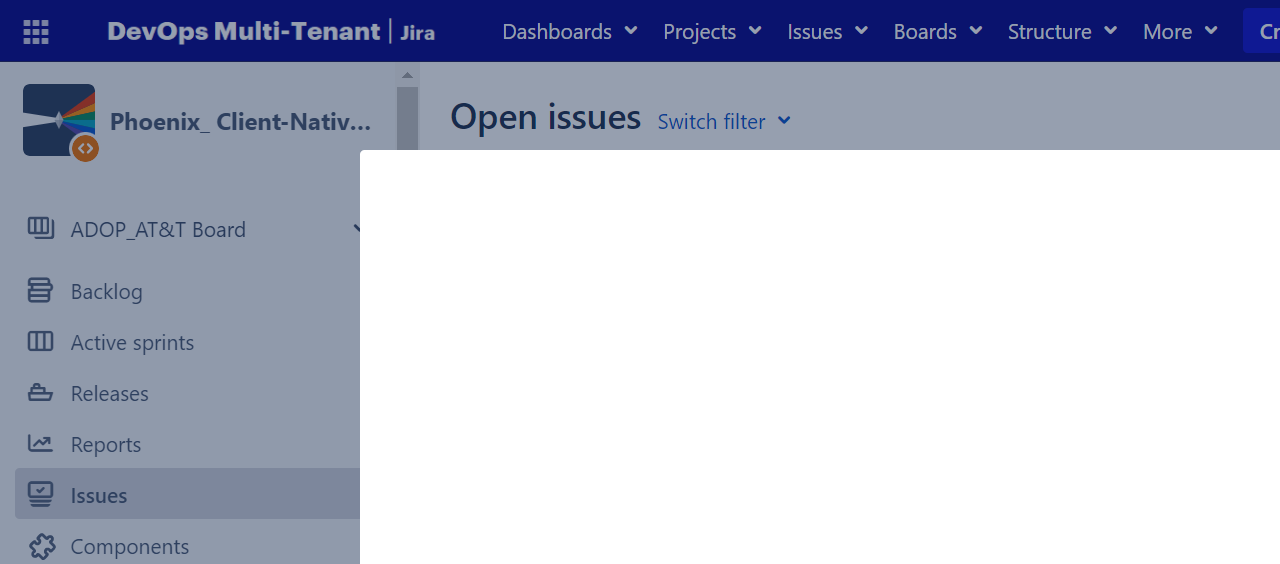 DevOps Multi-Tenant | Jira Dashboards Projects Issues Boards Structure More Cr
Phoenix_ Client-Nativ...
Open issues Switch filter
ADOP_AT&T Board
Backlog
Active sprints
Releases
Reports
Issues
Components